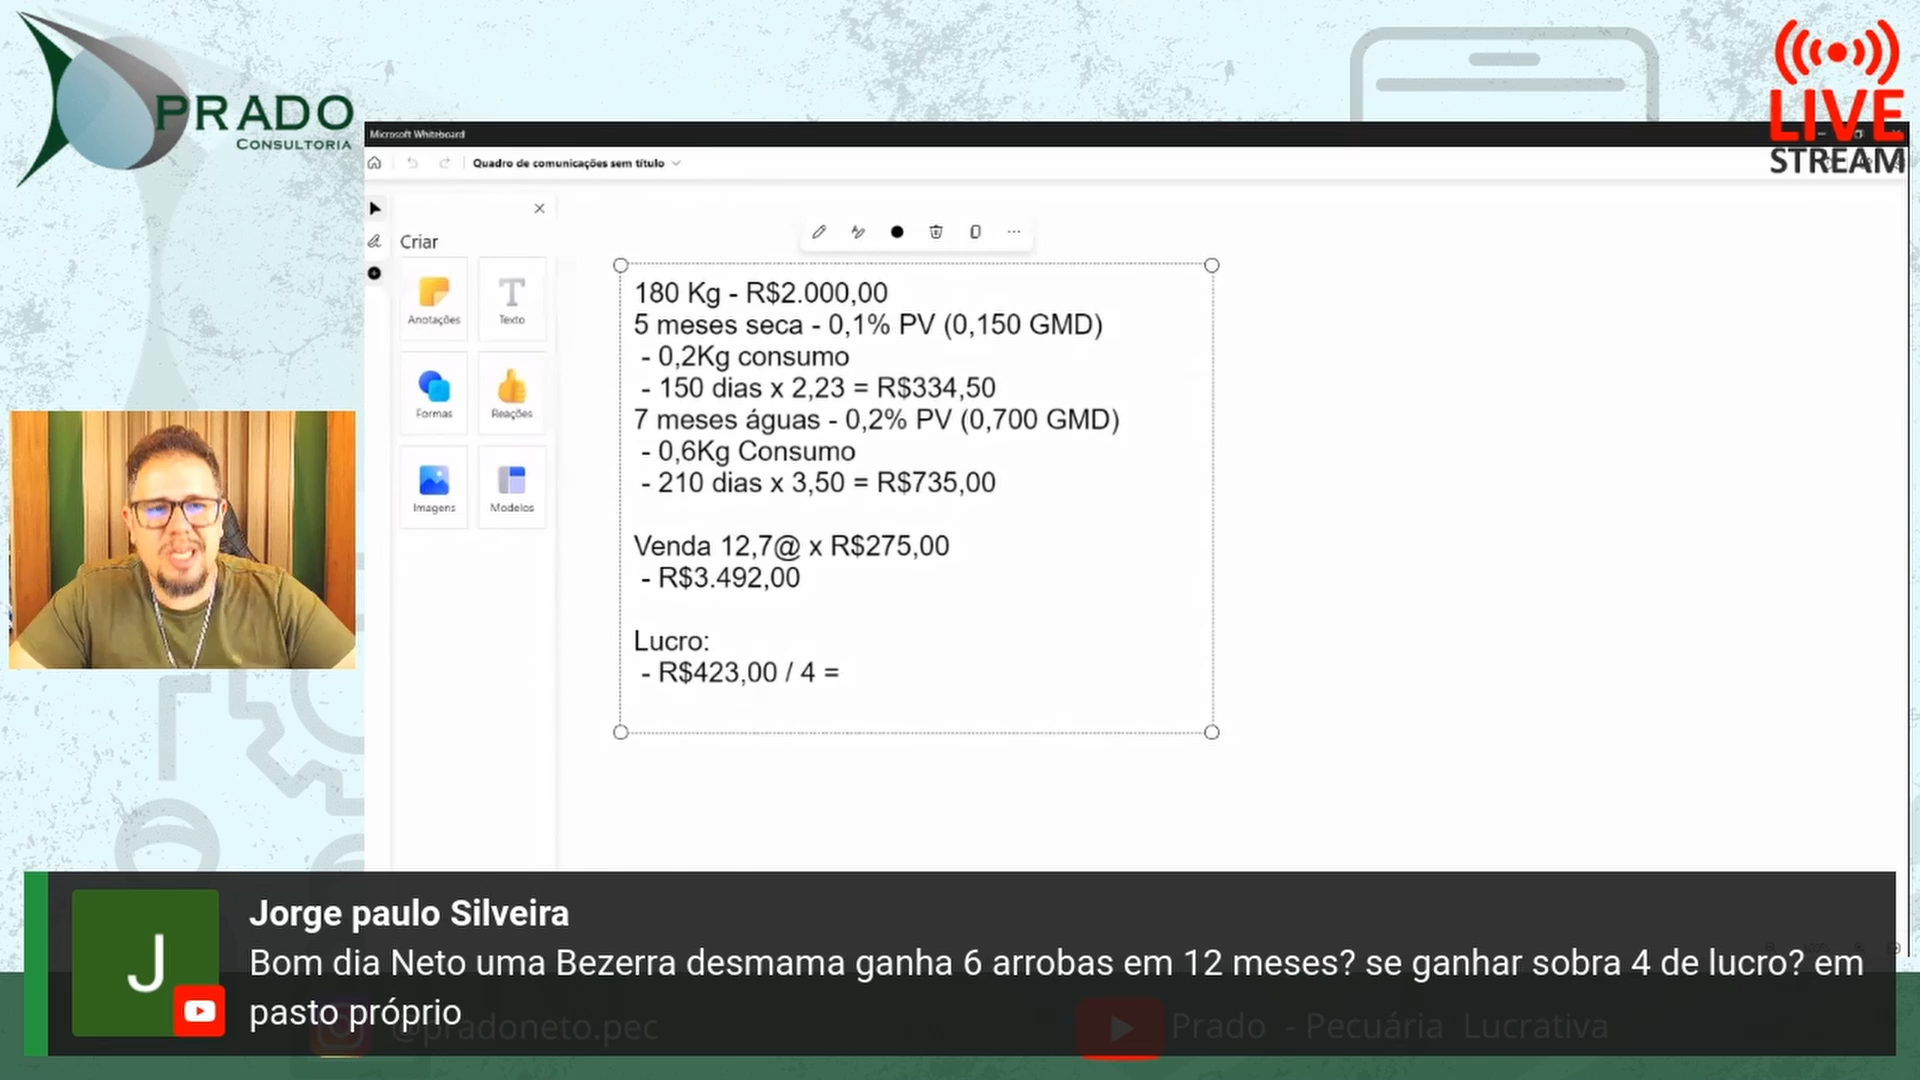 PRADO
CONSULTORIA
LIVE
STREAM
Microsoft Whiteboard
Quadro de comunicações sem título
Criar
Anotações
Texto
Formas
Reações
Imagens
Modelos
180 Kg - R$2.000,00
5 meses seca - 0,1% PV (0,150 GMD)
- 0,2Kg consumo
- 150 dias x 2,23 = R$334,50
7 meses águas - 0,2% PV (0,700 GMD)
- 0,6Kg Consumo
- 210 dias x 3,50 = R$735,00
Venda 12,7@ x R$275,00
- R$3.492,00
Lucro:
- R$423,00 / 4 =
J
Jorge paulo Silveira
Bom dia Neto uma Bezerra desmama ganha 6 arrobas em 12 meses? se ganhar sobra 4 de lucro? em
pasto próprio
@pradoneto.pec
Prado - Pecuária Lucrativa